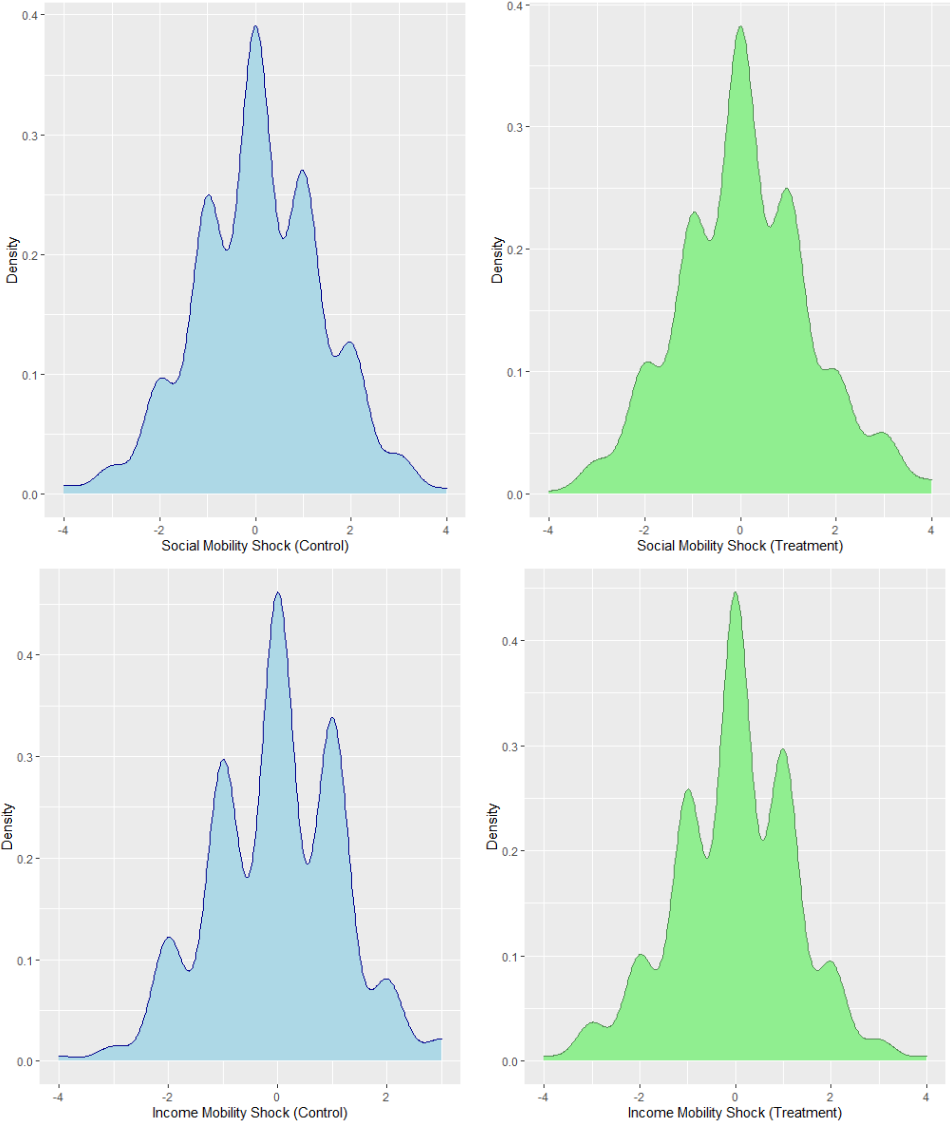 0.4
0.3
0.2
0.1
0.0
Density
-4 -2 0 2 4
Social Mobility Shock (Control)
0.4
0.3
0.2
0.1
0.0
Density
-4 -2 0 2 4
Social Mobility Shock (Treatment)
0.4
0.3
0.2
0.1
0.0
Density
-4 -2 0 2
Income Mobility Shock (Control)
0.4
0.3
0.2
0.1
0.0
Density
-4 -2 0 2 4
Income Mobility Shock (Treatment)